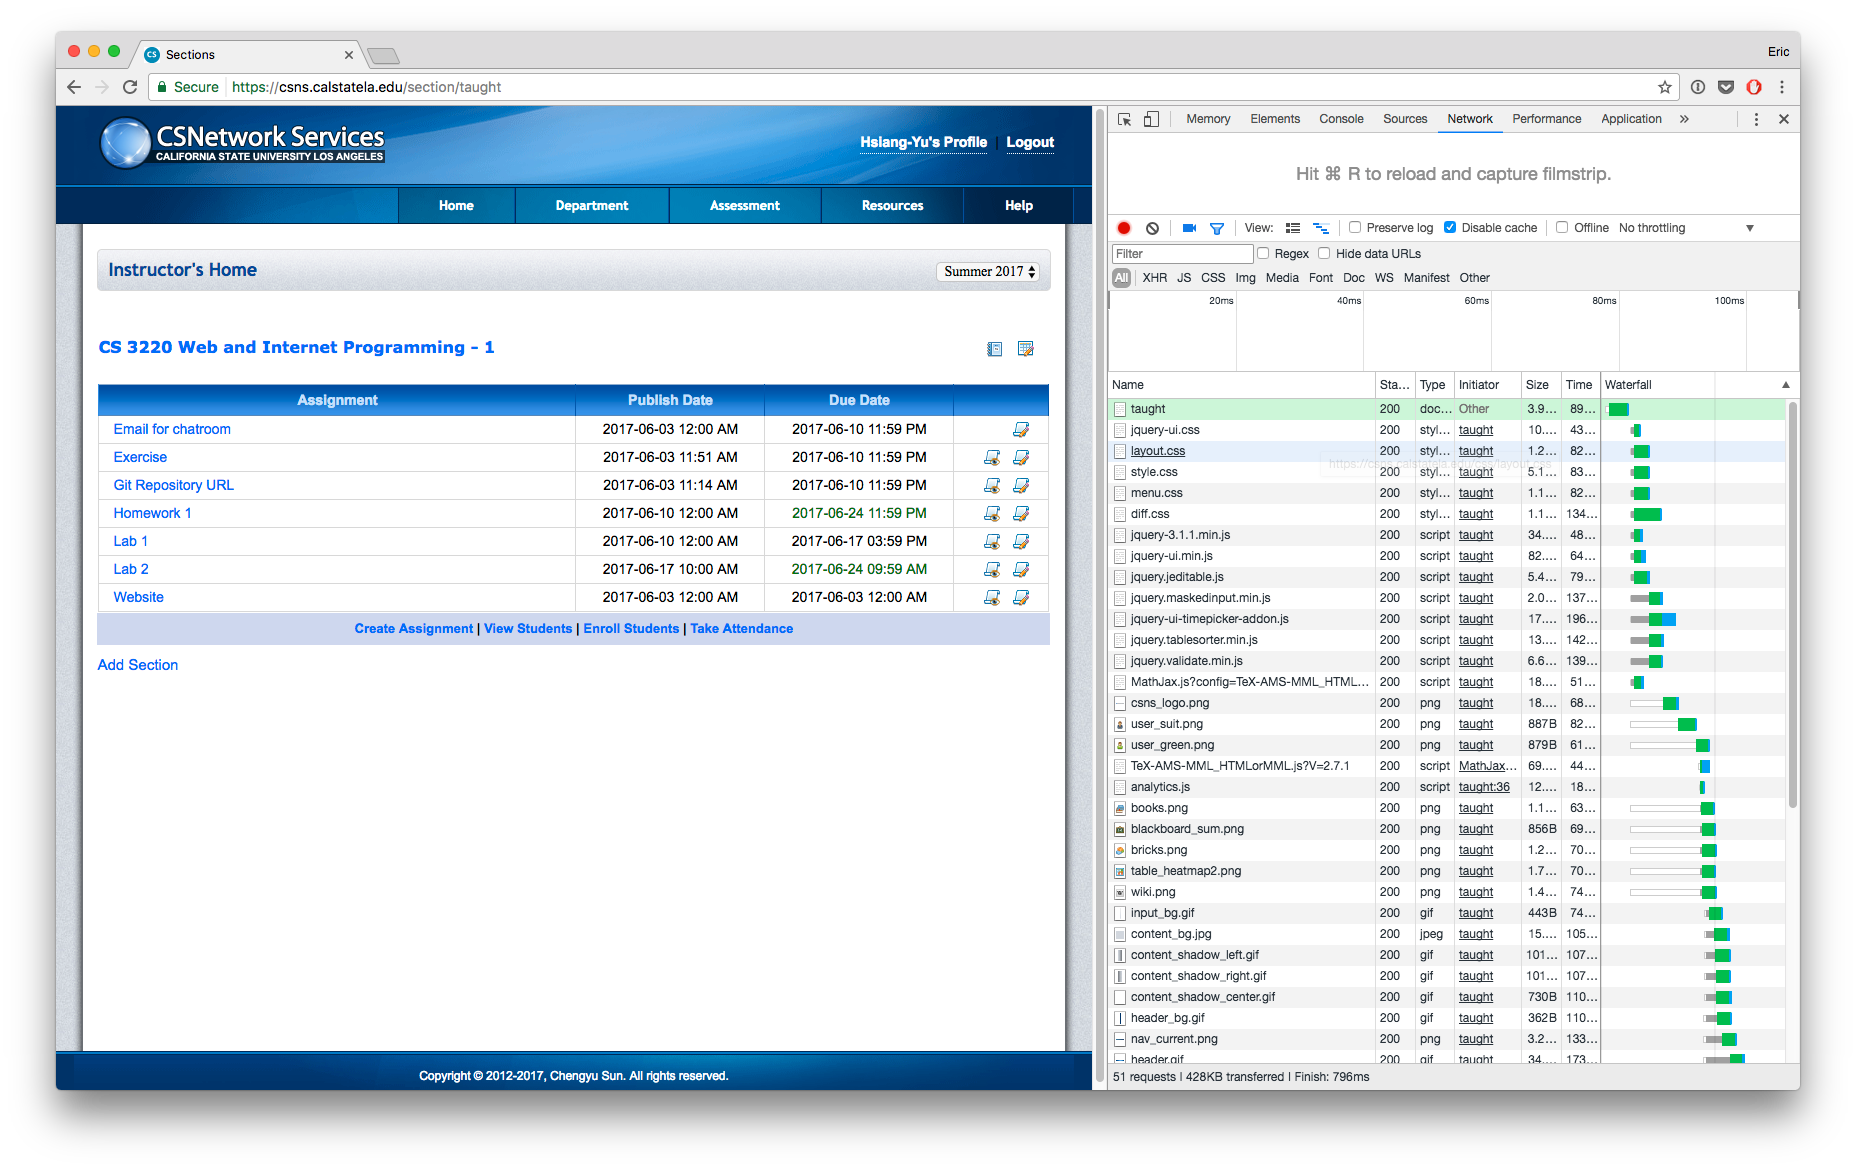 CS Sections
Eric
Secure https://csns.calstatela.edu/section/taught
CSNetwork Services
CALIFORNIA STATE UNIVERSITY LOS ANGELES
Hsiang-Yu's Profile Logout
Home Department Assessment Resources Help
Instructor's Home Summer 2017
CS 3220 Web and Internet Programming - 1
Assignment Publish Date Due Date
Email for chatroom 2017-06-03 12:00 AM 2017-06-10 11:59 PM
Exercise 2017-06-03 11:51 AM 2017-06-10 11:59 PM
Git Repository URL 2017-06-03 11:14 AM 2017-06-10 11:59 PM
Homework 1 2017-06-10 12:00 AM 2017-06-24 11:59 PM
Lab 1 2017-06-10 12:00 AM 2017-06-17 03:59 PM
Lab 2 2017-06-17 10:00 AM 2017-06-24 09:59 AM
Website 2017-06-03 12:00 AM 2017-06-03 12:00 AM
Create Assignment | View Students | Enroll Students | Take Attendance
Add Section
Copyright © 2012-2017, Chengyu Sun. All rights reserved.
Memory Elements Console Sources Network Performance Application »
Hit ⌘ R to reload and capture filmstrip.
View: Preserve log Disable cache Offline No throttling
Filter Regex Hide data URLs
All XHR JS CSS Img Media Font Doc WS Manifest Other
20ms 40ms 60ms 80ms 100ms
Name Sta... Type Initiator Size Time Waterfall
taught 200 doc... Other 3.9... 89...
jquery-ui.css 200 styl... taught 10.... 43...
layout.css 200 styl... taught 1.2... 82...
https://csns.calstatela.edu/css/layout.css
style.css 200 styl... taught 5.1... 83...
menu.css 200 styl... taught 1.1... 82...
diff.css 200 styl... taught 1.1... 134...
jquery-3.1.1.min.js 200 script taught 34.... 48...
jquery-ui.min.js 200 script taught 82.... 64...
jquery.jeditable.js 200 script taught 5.4... 79...
jquery.maskedinput.min.js 200 script taught 2.0... 137...
jquery-ui-timepicker-addon.js 200 script taught 17.... 196...
jquery.tablesorter.min.js 200 script taught 13.... 142...
jquery.validate.min.js 200 script taught 6.6... 139...
MathJax.js?config=TeX-AMS-MML_HTML... 200 script taught 18.... 51...
csns_logo.png 200 png taught 18.... 68...
user_suit.png 200 png taught 887B 82...
user_green.png 200 png taught 879B 61...
TeX-AMS-MML_HTMLorMML.js?V=2.7.1 200 script MathJax... 69.... 44...
analytics.js 200 script taught:36 12.... 18...
books.png 200 png taught 1.1... 63...
blackboard_sum.png 200 png taught 856B 69...
bricks.png 200 png taught 1.2... 70...
table_heatmap2.png 200 png taught 1.7... 70...
wiki.png 200 png taught 1.4... 74...
input_bg.gif 200 gif taught 443B 74...
content_bg.jpg 200 jpeg taught 15.... 105...
content_shadow_left.gif 200 gif taught 101... 107...
content_shadow_right.gif 200 gif taught 101... 107...
content_shadow_center.gif 200 gif taught 730B 110...
header_bg.gif 200 gif taught 362B 110...
nav_current.png 200 png taught 3.2... 133...
header.gif 200 gif taught 34.... 173...
51 requests | 428KB transferred | Finish: 796ms